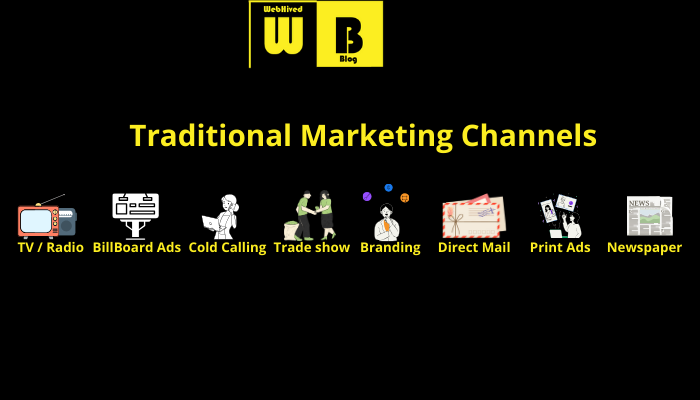 WebHived
W B
Blog
Traditional Marketing Channels
NEWS
TV / Radio BillBoard Ads Cold Calling Trade show Branding Direct Mail Print Ads Newspaper